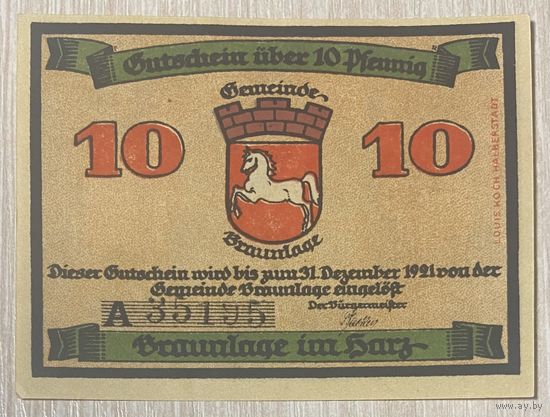 Gutschein über 10 Pfennig
Gemeinde
10
10
Braunlage
LOUIS KOCH, HALBERSTADT
Dieser Gutschein wird bis zum 31. Dezember 1921 von der
Gemeinde Braunlage eingelöst
Der Bürgermeister
A 35195
Braunlage im Harz
www.ay.by